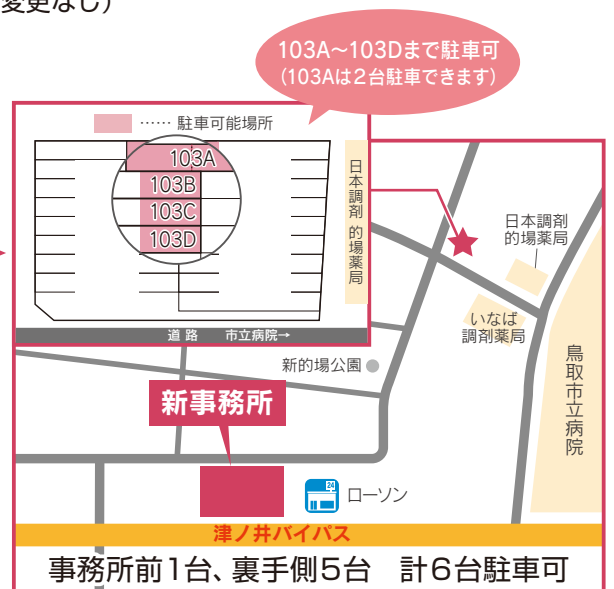 変更なし）
103A～103Dまで駐車可
（103Aは2台駐車できます）
……駐車可能場所
103A
103B
103C
103D
日本調剤 的場薬局
道路 市立病院→
日本調剤
的場薬局
いなば
調剤薬局
鳥取市立病院
新的場公園
新事務所
24
ローソン
津ノ井バイパス
事務所前1台、裏手側5台 計6台駐車可